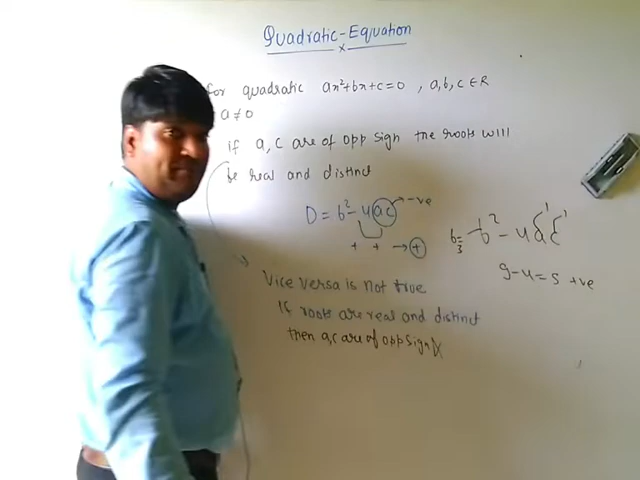 Quadratic-Equation
x
for quadratic ax²+bx+c=0 , a,b,c ∈ R
a ≠ 0
if a,c are of opp sign the roots will
be real and distinct
D = b² - 4ac → -ve
+ + → +
b=3 b² - 4 a c 1 1
9-4=5 +ve
Vice versa is not true
If roots are real and distinct
then a,c are of opp sign X